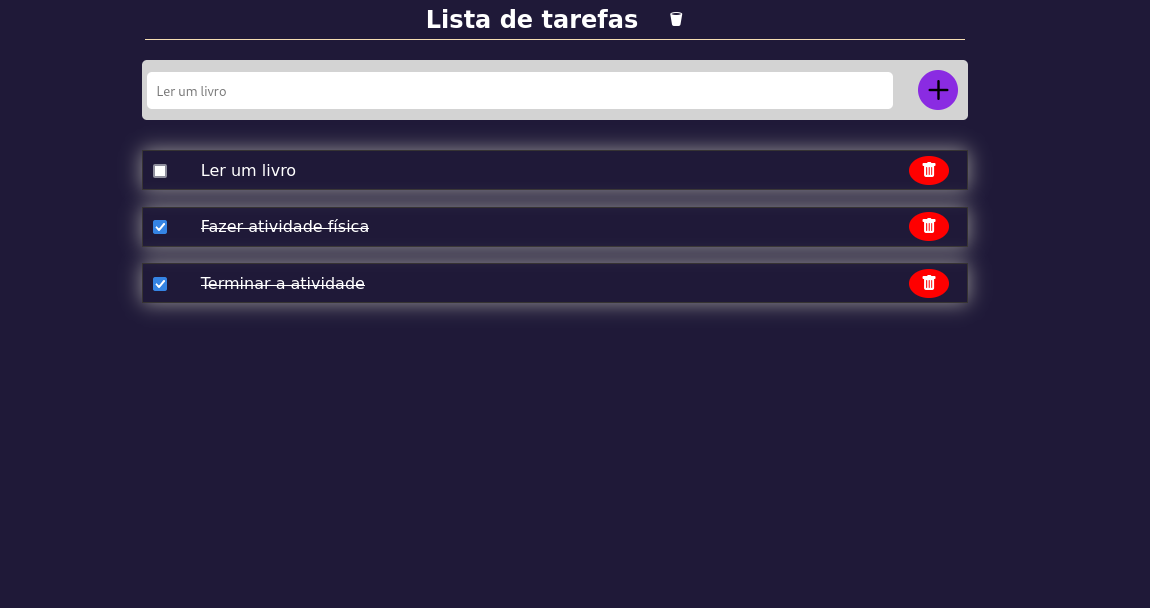 Lista de tarefas
Ler um livro
Ler um livro
Fazer atividade física
Terminar a atividade